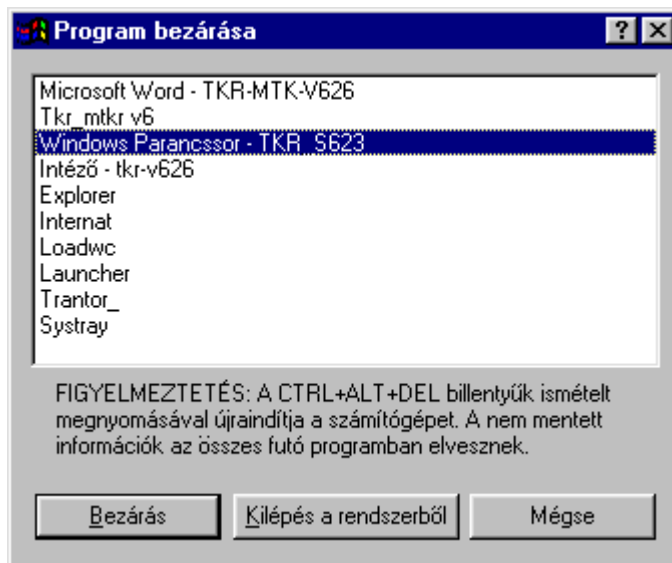 Program bezárása
Microsoft Word - TKR-MTK-V626
Tkr_mtkr v6
Windows Parancssor - TKR_S623
Intéző - tkr-v626
Explorer
Internat
Loadwc
Launcher
Trantor_
Systray
FIGYELMEZTETÉS: A CTRL+ALT+DEL billentyűk ismételt
megnyomásával újraindítja a számítógépet. A nem mentett
információk az összes futó programban elvesznek.
Bezárás Kilépés a rendszerből Mégse